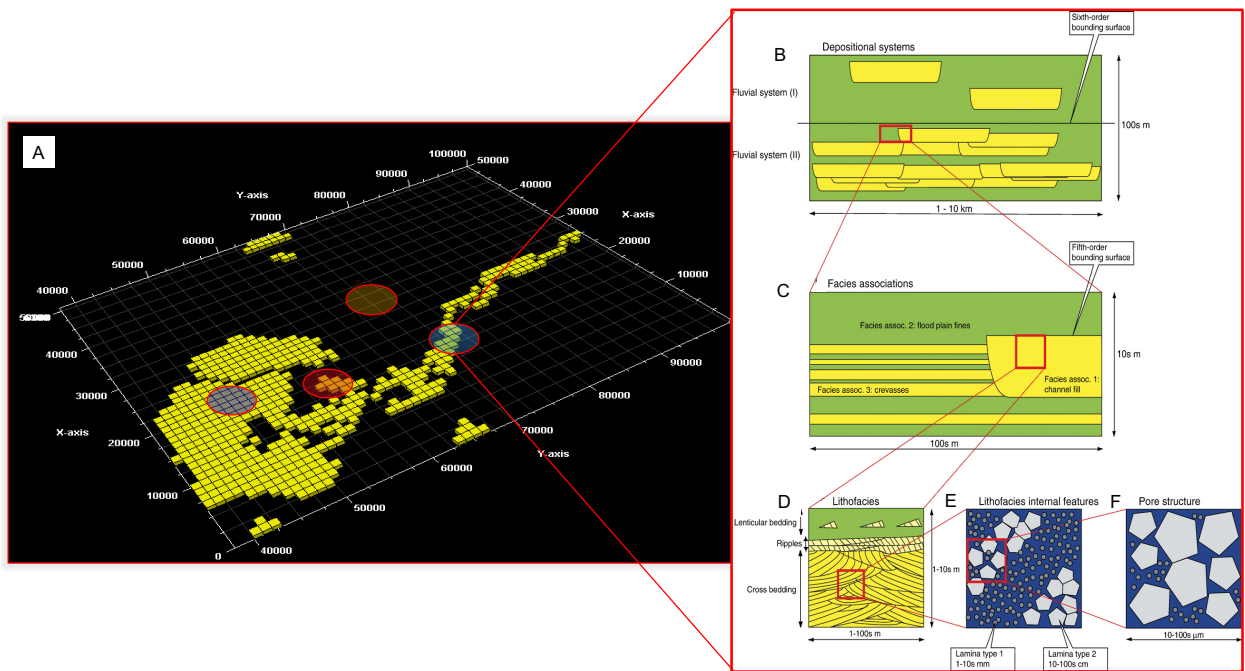 A
100000
50000
90000
40000
Y-axis
80000
30000
X-axis
70000
20000
60000
10000
50000
40000
40000
90000
30000
80000
X-axis
20000
70000
Y-axis
10000
60000
50000
0
40000
Sixth-order
bounding surface
B
Depositional systems
Fluvial system (I)
100s m
Fluvial system (II)
1 - 10 km
Fifth-order
bounding surface
C
Facies associations
Facies assoc. 2: flood plain fines
10s m
Facies assoc. 3: crevasses
Facies assoc. 1:
channel fill
100s m
D
Lithofacies
E
Lithofacies internal features
F
Pore structure
Lenticular bedding
Ripples
1-10s m
Cross bedding
1-100s m
10-100s µm
Lamina type 1
1-10s mm
Lamina type 2
10-100s cm